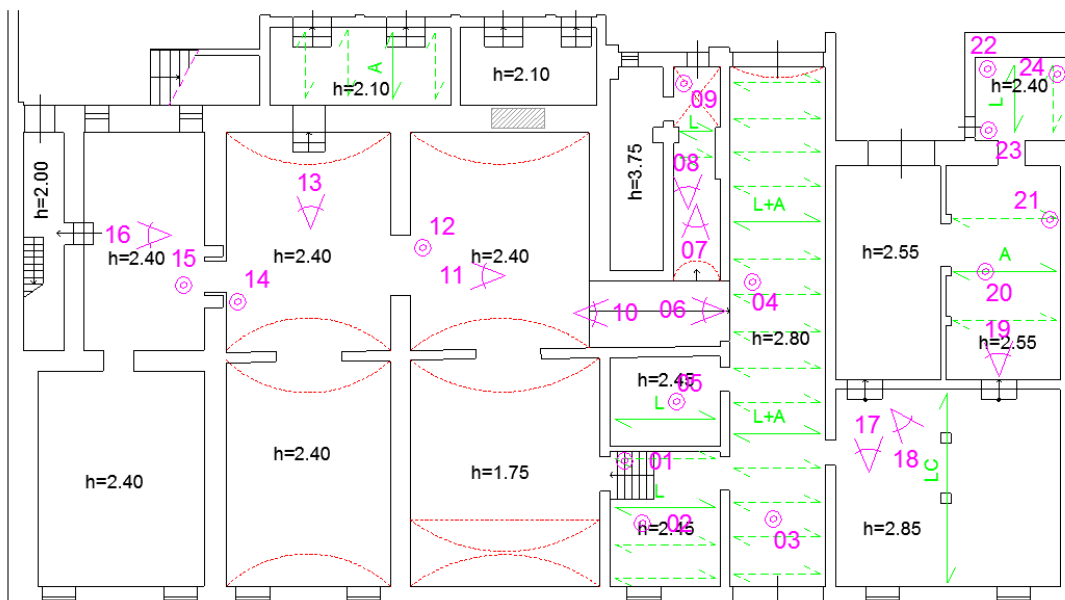 22
24
h=2.40
L
23
A
h=2.10
h=2.10
09
L
08
h=3.75
07
h=2.00
16
h=2.40
15
13
h=2.40
14
12
11
h=2.40
10
06
04
L+A
h=2.80
L+A
h=2.55
21
A
20
19
h=2.55
h=2.45
05
L
01
L
02
h=2.45
03
17
18
LC
h=2.85
h=2.40
h=2.40
h=1.75